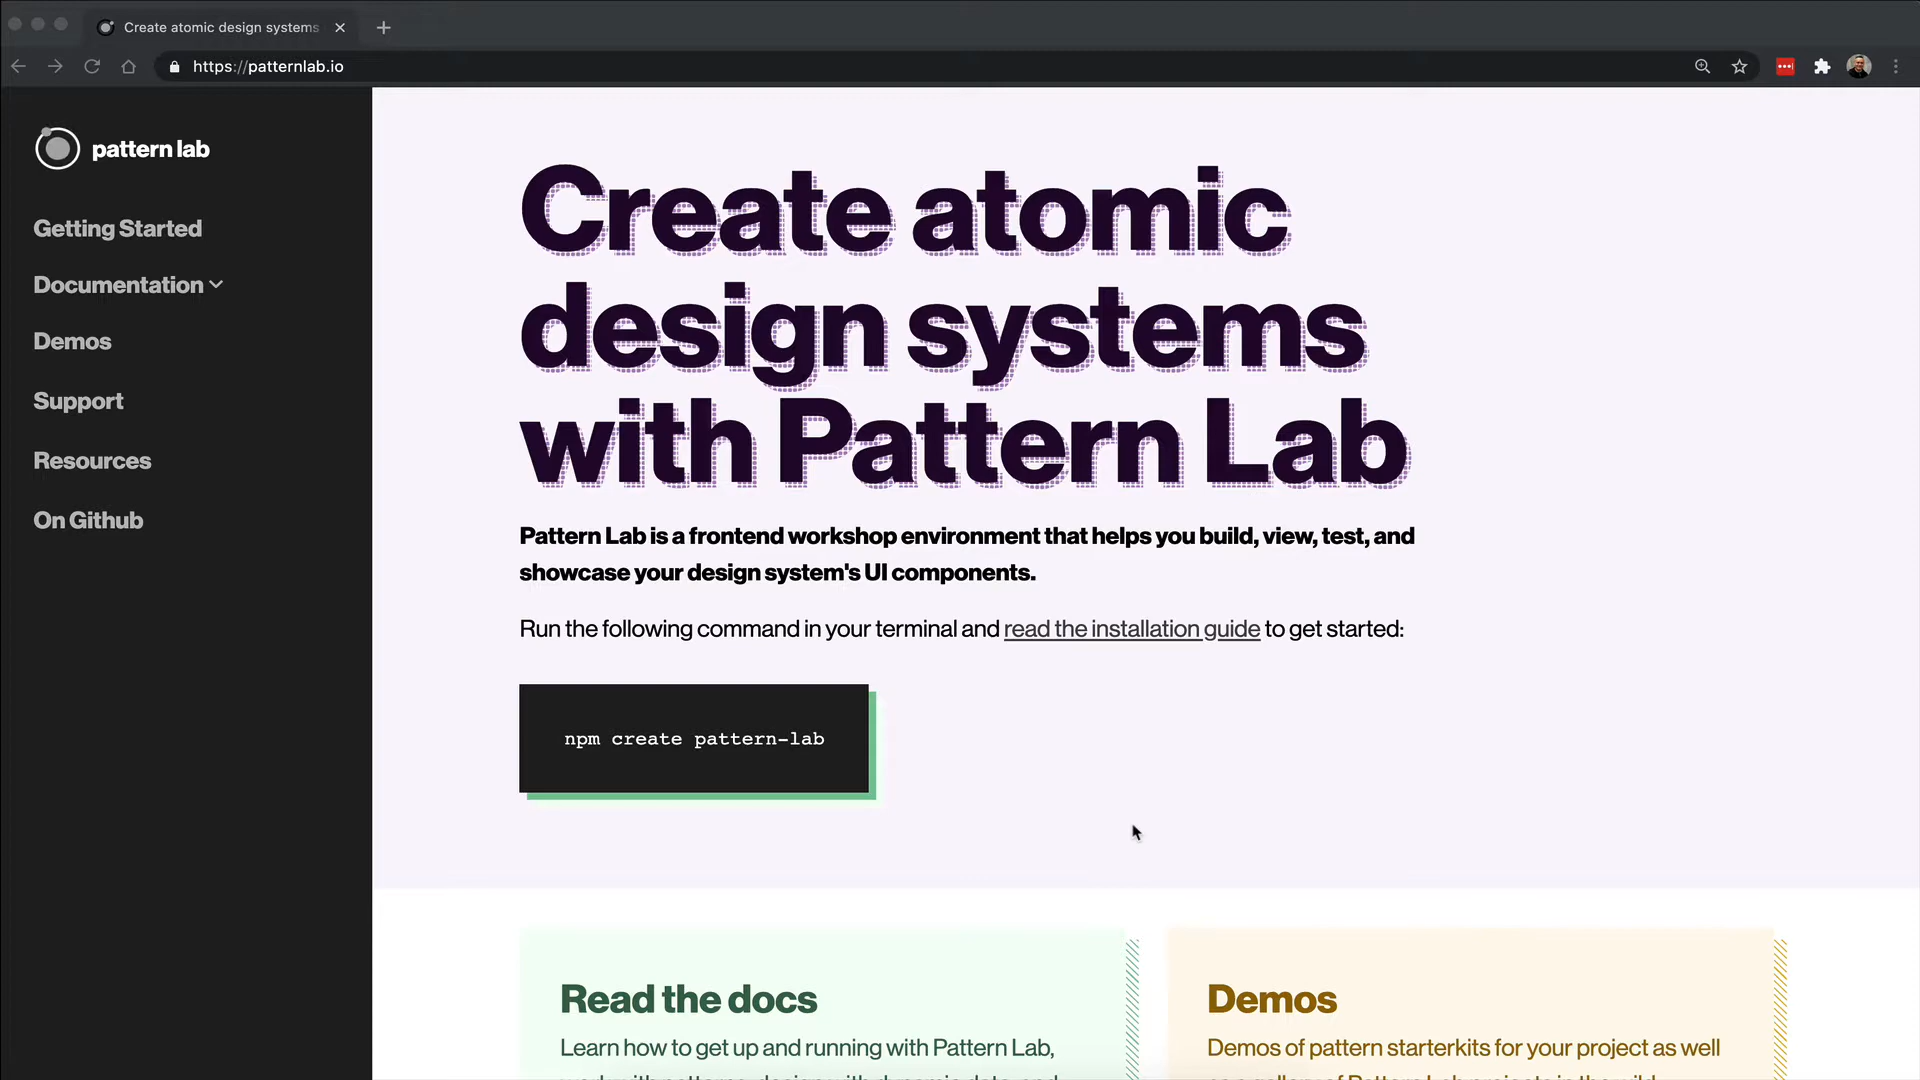 Create atomic design systems
https://patternlab.io
pattern lab
Getting Started
Documentation
Demos
Support
Resources
On Github
Create atomic
design systems
with Pattern Lab
Pattern Lab is a frontend workshop environment that helps you build, view, test, and
showcase your design system's UI components.
Run the following command in your terminal and read the installation guide to get started:
npm create pattern-lab
Read the docs
Learn how to get up and running with Pattern Lab,
Demos
Demos of pattern starterkits for your project as well